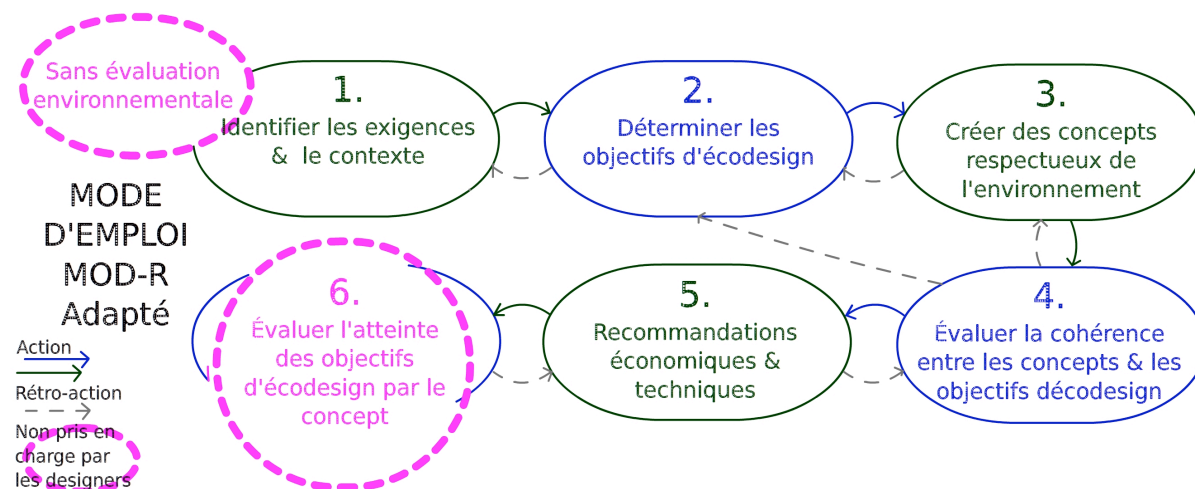 Sans évaluation
environnementale
1.
Identifier les exigences
& le contexte
2.
Déterminer les
objectifs d'écodesign
3.
Créer des concepts
respectueux de
l'environnement
MODE
D'EMPLOI
MOD-R
Adapté
6.
Évaluer l'atteinte
des objectifs
d'écodesign par le
concept
5.
Recommandations
économiques &
techniques
4.
Évaluer la cohérence
entre les concepts & les
objectifs décodesign
Action
Rétro-action
Non pris en
charge par
les designers